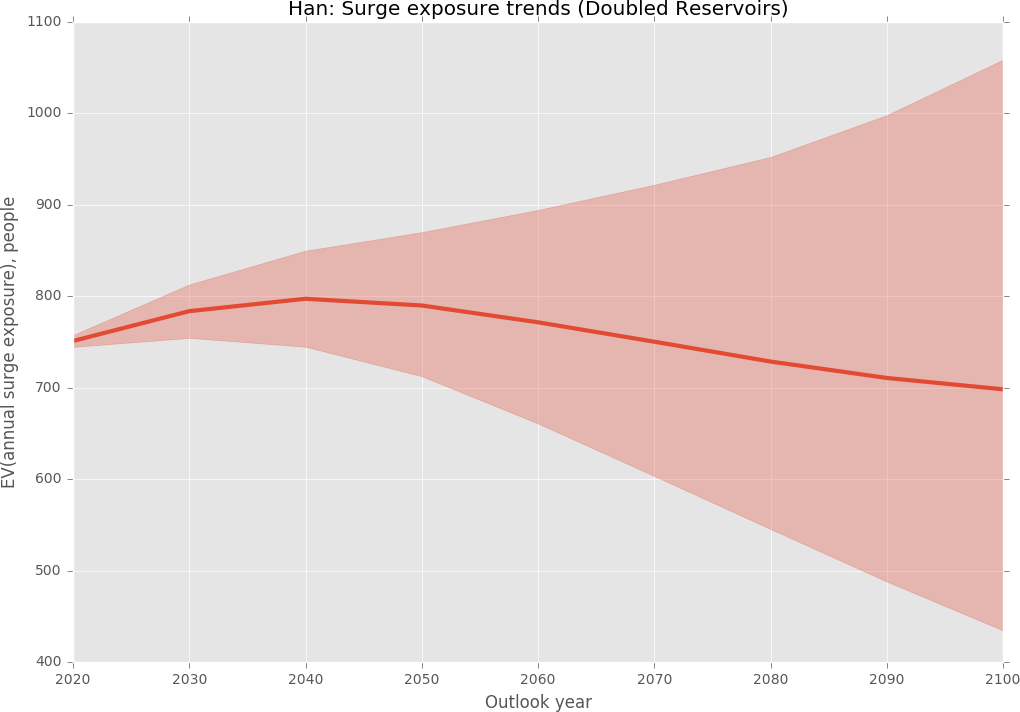 Han: Surge exposure trends (Doubled Reservoirs)
1100
1000
900
800
700
600
500
400
EV(annual surge exposure), people
2020 2030 2040 2050 2060 2070 2080 2090 2100
Outlook year